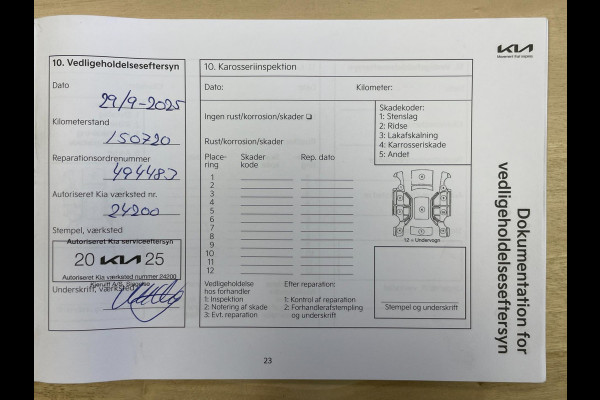 KIA
Movement that inspires
Dokumentation for
vedligeholdelseseftersyn
10. Vedligeholdelseseftersyn
Dato
29/9-2025
Kilometerstand
150720
Reparationsordrenummer
494483
Autoriseret Kia værksted nr.
24200
Stempel, værksted
Autoriseret Kia serviceeftersyn
20 KIA 25
Autoriseret Kia værksted nummer 24200
Underskrift, værksted
10. Karosseriinspektion
Dato:
Kilometer:
Ingen rust/korrosion/skader
Skadekoder:
1: Stenslag
2: Ridse
3: Lakafskalning
4: Karrosseriskade
5: Andet
Rust/korrosion/skader
Place-
ring
Skader
kode
Rep. dato
1
2
3
4
5
6
7
8
9
10
11
12
12 = Undervogn
Vedligeholdelse
hos forhandler
1: Inspektion
2: Notering af skade
3: Evt. reparation
Efter reparation:
1: Kontrol af reparation
2: Forhandlerafstempling
og underskrift
Stempel og underskrift
23